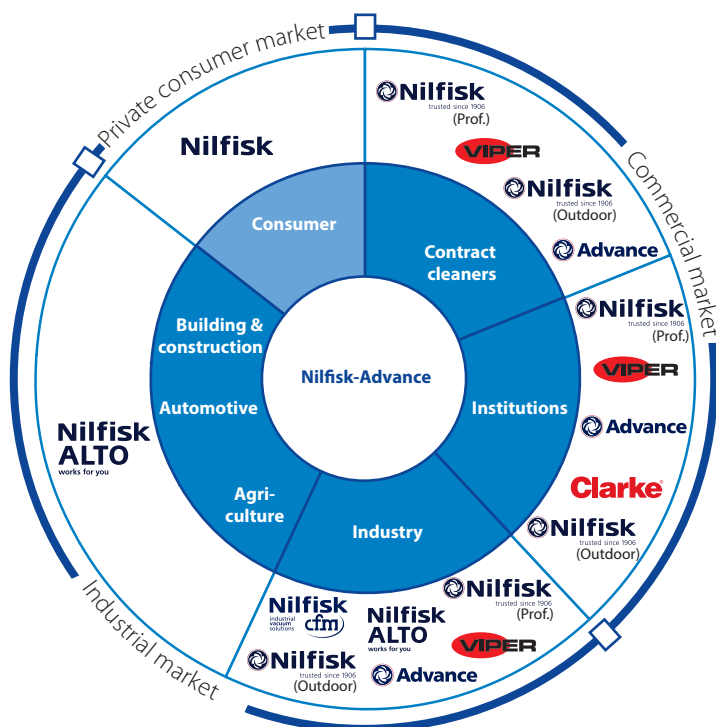 Private consumer market
Commercial market
Industrial market
Nilfisk
Nilfisk
trusted since 1906
(Prof.)
VIPER
Nilfisk
trusted since 1906
(Outdoor)
Advance
Consumer
Contract
cleaners
Nilfisk
trusted since 1906
(Prof.)
VIPER
Advance
Clarke
Nilfisk
trusted since 1906
(Outdoor)
Building &
construction
Automotive
Agri-
culture
Nilfisk-Advance
Institutions
Industry
Nilfisk
ALTO
works for you
Nilfisk
industrial
vacuum
solutions
cfm
Nilfisk
ALTO
works for you
Nilfisk
trusted since 1906
(Prof.)
VIPER
Nilfisk
trusted since 1906
(Outdoor)
Advance